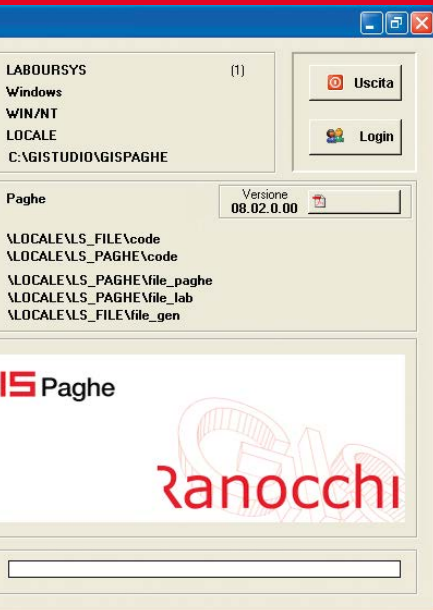 LABOURSYS (1)
Windows
WIN/NT
LOCALE
C:\GISTUDIO\GISPAGHE
Uscita
Login
Paghe
Versione
08.02.0.00
\LOCALE\LS_FILE\code
\LOCALE\LS_PAGHE\code
\LOCALE\LS_PAGHE\file_paghe
\LOCALE\LS_PAGHE\file_lab
\LOCALE\LS_FILE\file_gen
IS Paghe
Ranocchi